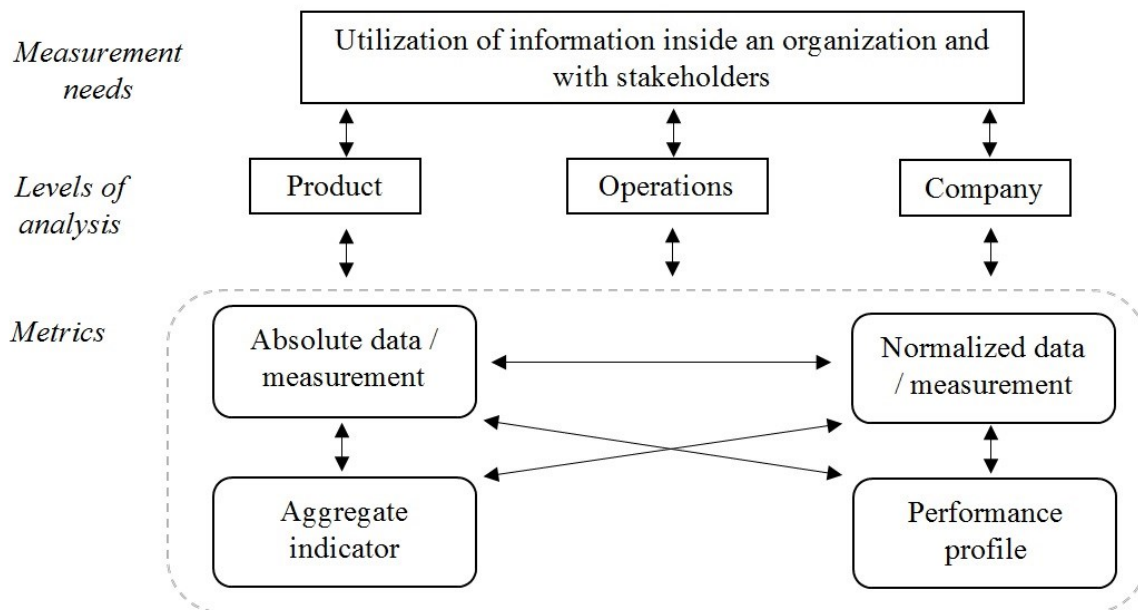 Measurement
needs
Utilization of information inside an organization and
with stakeholders
Levels of
analysis
Product
Operations
Company
Metrics
Absolute data /
measurement
Normalized data
/ measurement
Aggregate
indicator
Performance
profile